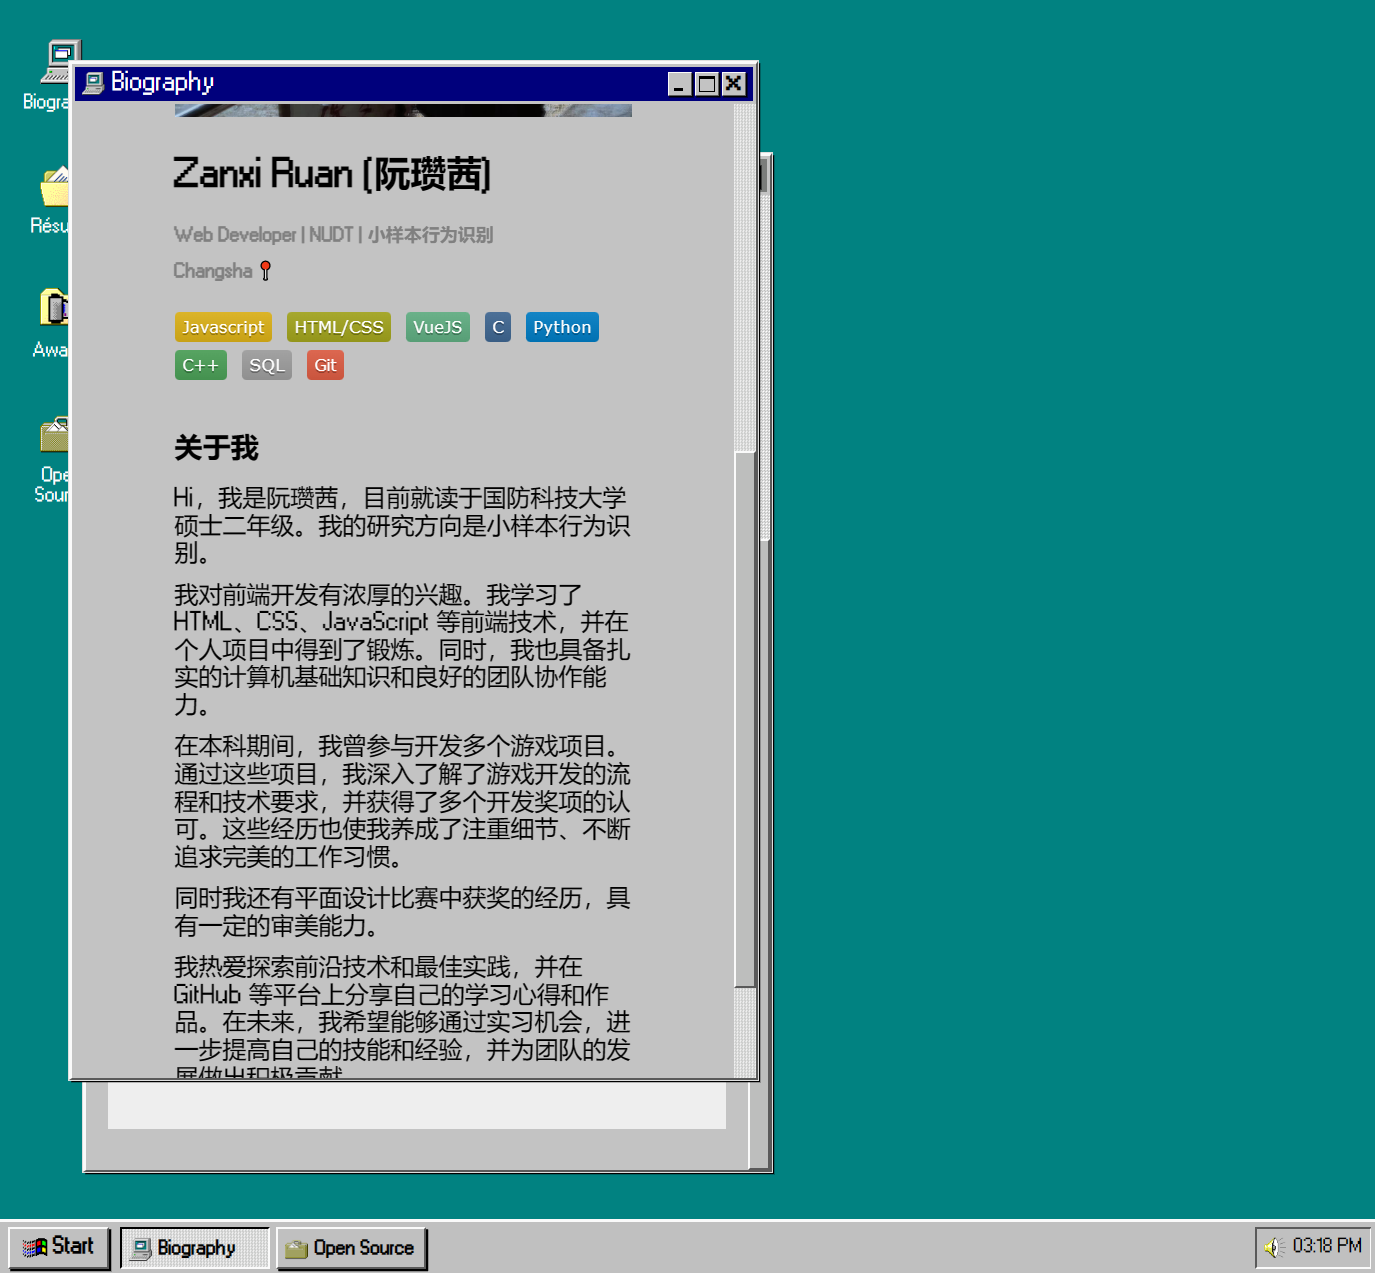 Biography
Biogra
Résu
Awa
Ope
Sour
Zanxi Ruan (阮瓒茜)
Web Developer | NUDT | 小样本行为识别
Changsha
Javascript HTML/CSS VueJS C Python
C++ SQL Git
关于我
Hi，我是阮瓒茜，目前就读于国防科技大学
硕士二年级。我的研究方向是小样本行为识
别。
我对前端开发有浓厚的兴趣。我学习了
HTML、CSS、JavaScript 等前端技术，并在
个人项目中得到了锻炼。同时，我也具备扎
实的计算机基础知识和良好的团队协作能
力。
在本科期间，我曾参与开发多个游戏项目。
通过这些项目，我深入了解了游戏开发的流
程和技术要求，并获得了多个开发奖项的认
可。这些经历也使我养成了注重细节、不断
追求完美的工作习惯。
同时我还有平面设计比赛中获奖的经历，具
有一定的审美能力。
我热爱探索前沿技术和最佳实践，并在
GitHub 等平台上分享自己的学习心得和作
品。在未来，我希望能够通过实习机会，进
一步提高自己的技能和经验，并为团队的发
展做出积极贡献
Start Biography Open Source 03:18 PM